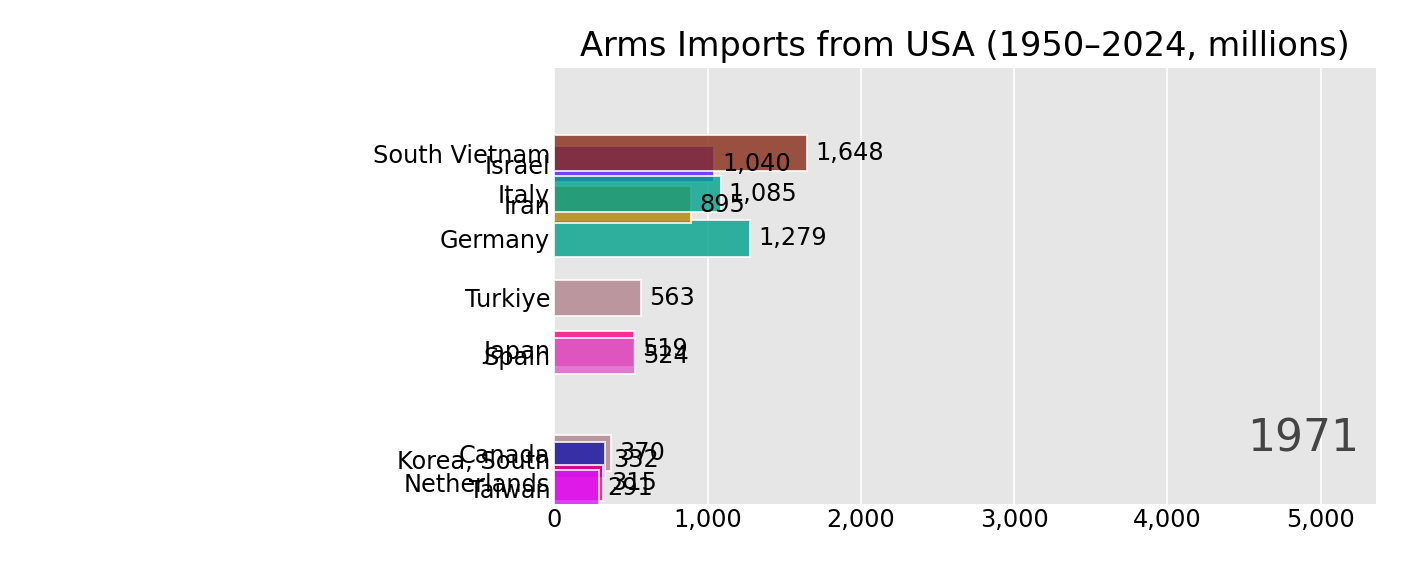 Arms Imports from USA (1950–2024, millions)
South Vietnam 1,648
Israel 1,040
Italy 1,085
Iran 895
Germany 1,279
Turkiye 563
Japan 519
Spain 524
Canada 370
Korea, South 332
Netherlands 315
Taiwan 291
1971
0 1,000 2,000 3,000 4,000 5,000